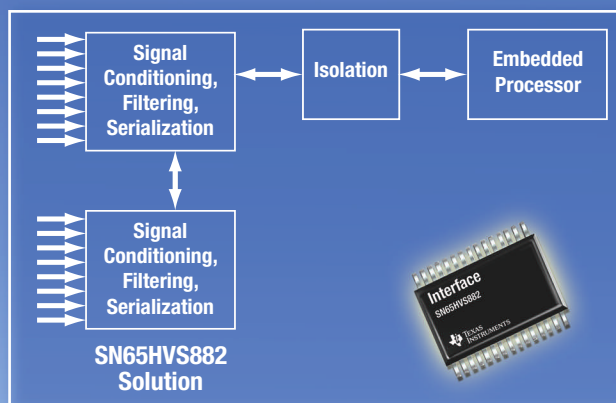 Signal
Conditioning,
Filtering,
Serialization
Isolation
Embedded
Processor
Signal
Conditioning,
Filtering,
Serialization
SN65HVS882
Solution
Interface
SN65HVS882
TEXAS
INSTRUMENTS